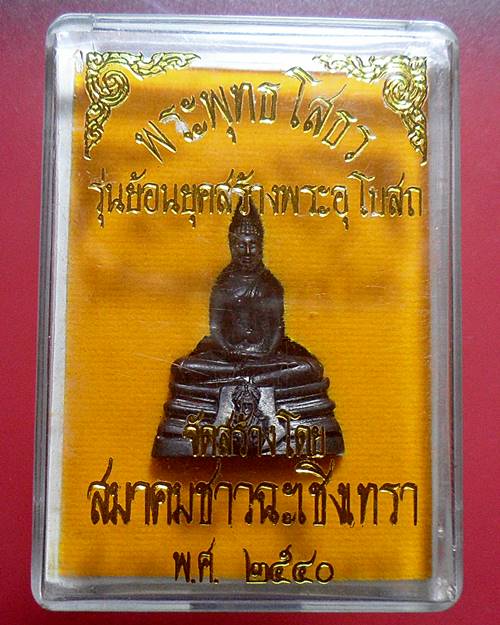 พระพุทธโสธร
รุ่นย้อนยุคสร้างพระอุโบสถ
จัดสร้างโดย
สมาคมชาวฉะเชิงเทรา
พ.ศ. ๒๕๔๐